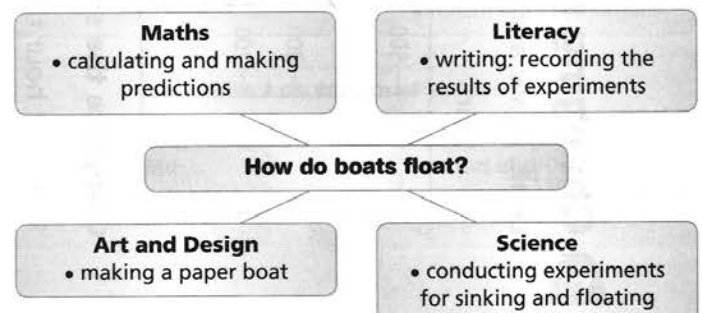 Maths
• calculating and making
predictions
Literacy
• writing: recording the
results of experiments
How do boats float?
Art and Design
• making a paper boat
Science
• conducting experiments
for sinking and floating